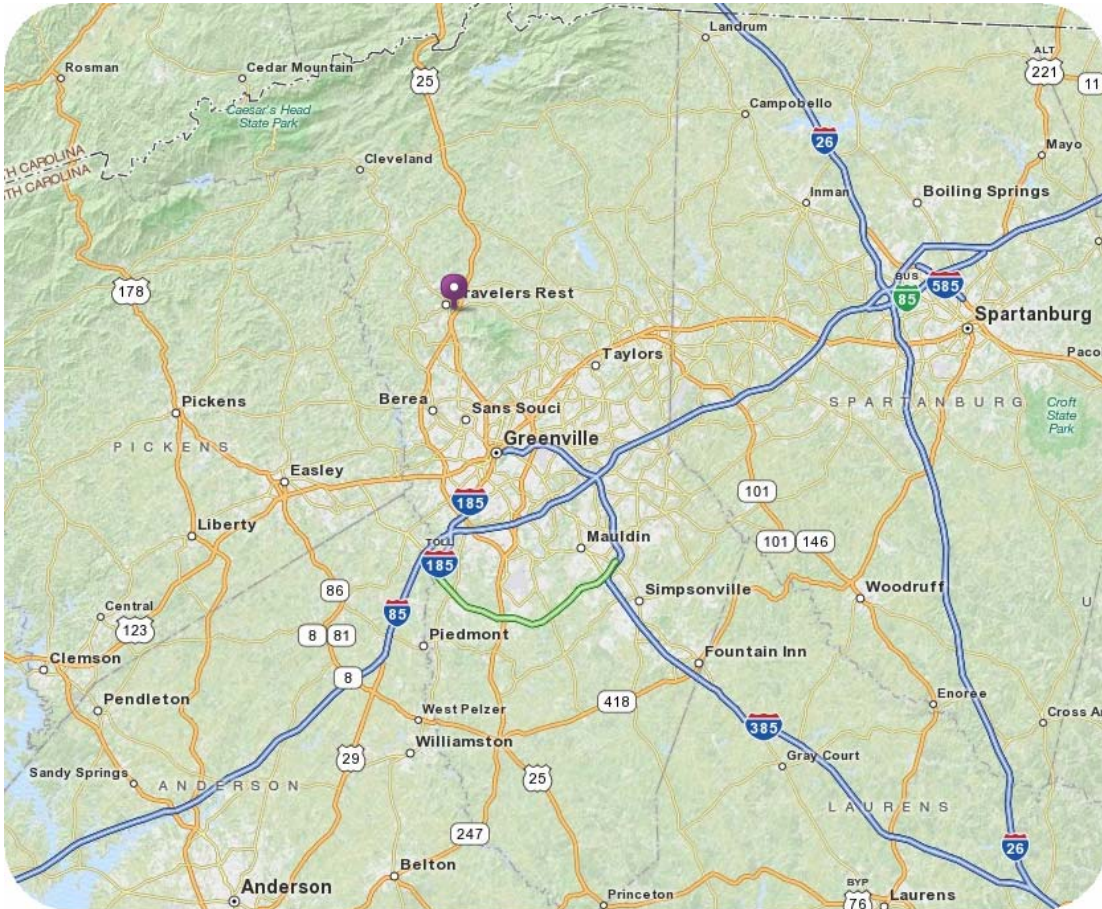 Landrum
Rosman
Cedar Mountain
ALT
221
25
11
Caesar's Head
State Park
Campobello
26
Mayo
TH CAROLINA
TH CAROLINA
Cleveland
Inman
Boiling Springs
178
BUS
85
585
Travelers Rest
Spartanburg
Taylors
Paco
Pickens
Berea
Sans Souci
SPARTANBURG
Croft
State
Park
PICKENS
Greenville
Easley
185
101
Liberty
Mauldin
TOLL
185
101
146
86
Simpsonville
Woodruff
Central
85
U
123
8
81
Piedmont
Clemson
Fountain Inn
8
Pendleton
418
Enoree
West Pelzer
Cross A
385
Williamston
29
Gray Court
Sandy Springs
25
ANDERSON
LAURENS
247
26
Belton
Anderson
BYP
76
Princeton
Laurens